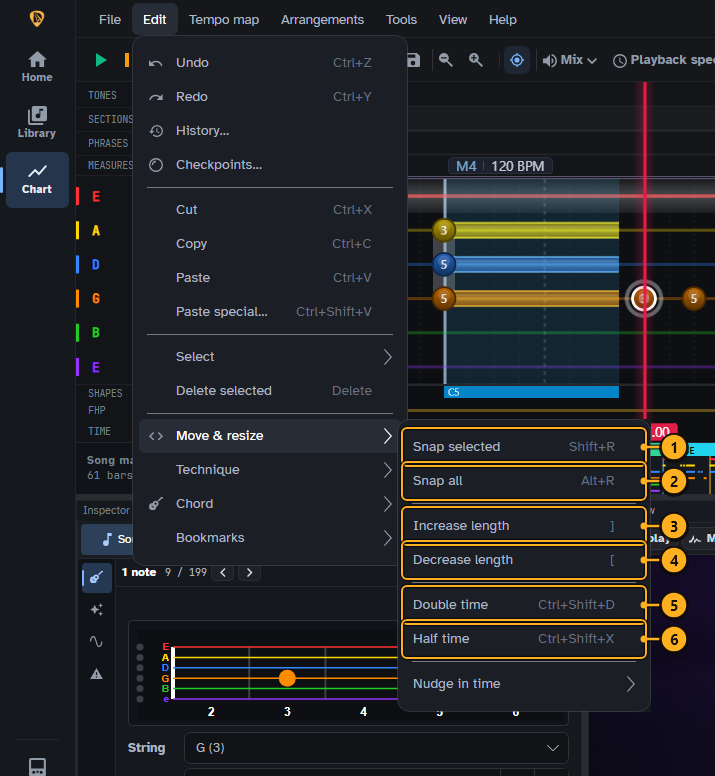 File Edit Tempo map Arrangements Tools View Help
Home
Library
Chart
Undo Ctrl+Z
Redo Ctrl+Y
History...
Checkpoints...
Cut Ctrl+X
Copy Ctrl+C
Paste Ctrl+V
Paste special... Ctrl+Shift+V
Select
Delete selected Delete
Move & resize
Technique
Chord
Bookmarks
Mix Playback spee
TONES
SECTIONS
PHRASES
MEASURES
E
A
D
G
B
E
SHAPES
FHP
TIME
M4 120 BPM
3
5
5
5
C5
.00
E
Snap selected Shift+R 1
Snap all Alt+R 2
Increase length ] 3
Decrease length [ 4
Double time Ctrl+Shift+D 5
Half time Ctrl+Shift+X 6
Nudge in time
Song ma
61 bars
Inspector
So
1 note 9 / 199
E
A
D
G
B
e
2 3 4 5 6
String G (3)